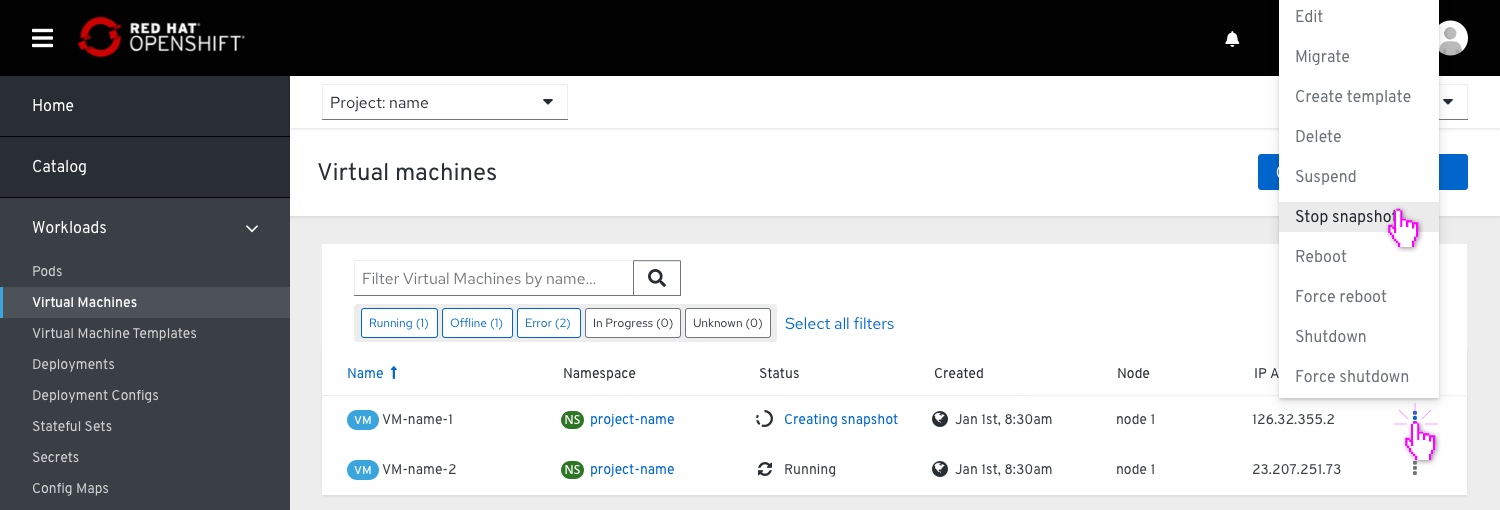 RED HAT
OPENSHIFT
Home
Catalog
Workloads
Pods
Virtual Machines
Virtual Machine Templates
Deployments
Deployment Configs
Stateful Sets
Secrets
Config Maps
Project: name
Virtual machines
Filter Virtual Machines by name...
Running (1) Offline (1) Error (2) In Progress (0) Unknown (0) Select all filters
Name Namespace Status Created Node IP
VM VM-name-1 NS project-name Creating snapshot Jan 1st, 8:30am node 1 126.32.355.2
VM VM-name-2 NS project-name Running Jan 1st, 8:30am node 1 23.207.251.73
Edit
Migrate
Create template
Delete
Suspend
Stop snapshot
Reboot
Force reboot
Shutdown
Force shutdown